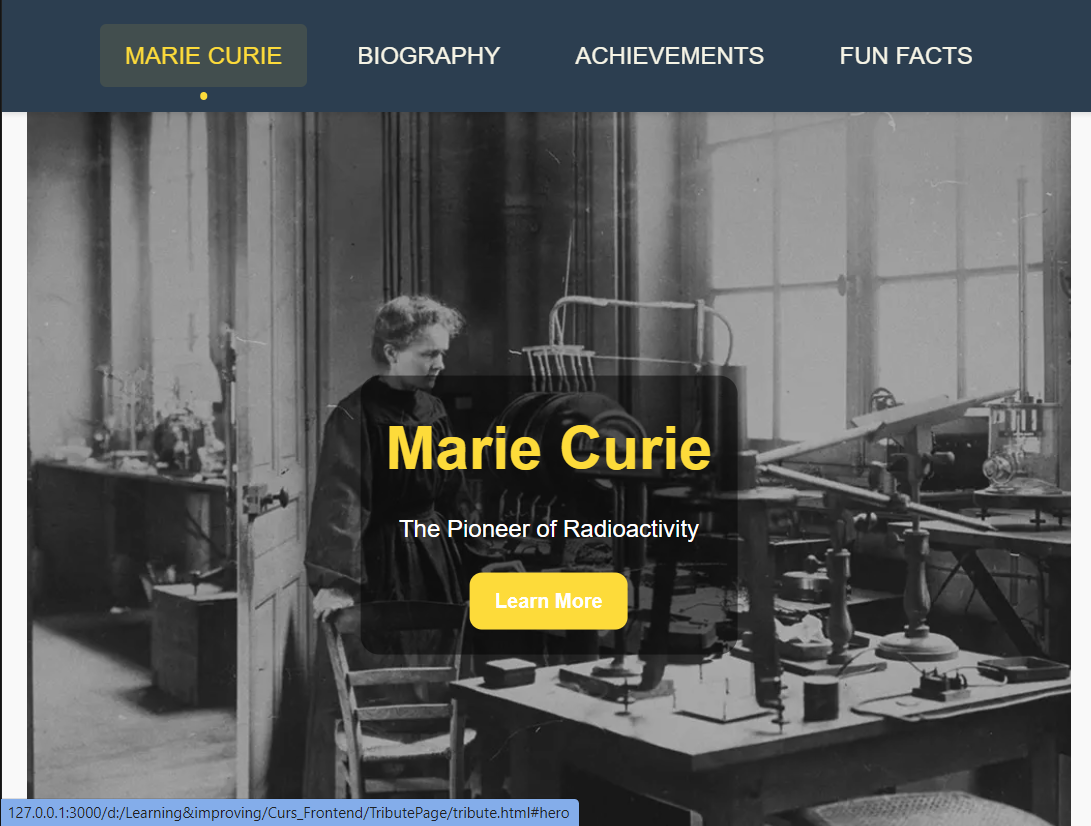 MARIE CURIE BIOGRAPHY ACHIEVEMENTS FUN FACTS
Marie Curie
The Pioneer of Radioactivity
Learn More
127.0.0.1:3000/d:/Learning&improving/Curs_Frontend/TributePage/tribute.html#hero